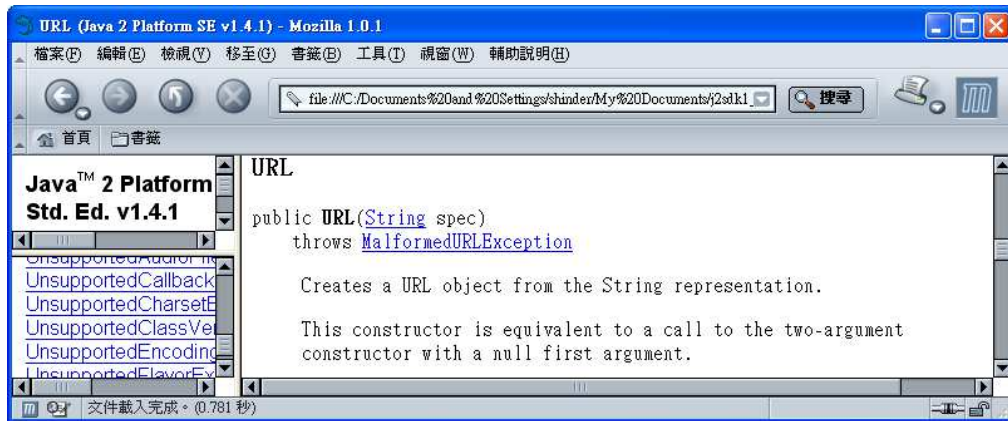 URL (Java 2 Platform SE v1.4.1) - Mozilla 1.0.1
檔案(F) 編輯(E) 檢視(V) 移至(G) 書籤(B) 工具(T) 視窗(W) 輔助說明(H)
file:///C:/Documents%20and%20Settings/shinder/My%20Documents/j2sdk1_ 搜尋
首頁 書籤
Java™ 2 Platform
Std. Ed. v1.4.1
UnsupportedAudioFile
UnsupportedCallback
UnsupportedCharsetE
UnsupportedClassVer
UnsupportedEncoding
UnsupportedFlavorEx
URL
public URL(String spec)
throws MalformedURLException
Creates a URL object from the String representation.
This constructor is equivalent to a call to the two-argument
constructor with a null first argument.
文件載入完成。(0.781 秒)